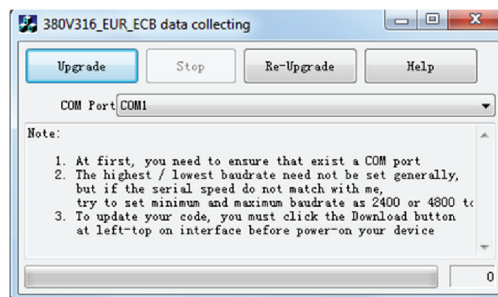 380V316_EUR_ECB data collecting
Upgrade Stop Re-Upgrade Help
COM Port COM1
Note:
1. At first, you need to ensure that exist a COM port
2. The highest / lowest baudrate need not be set generally,
but if the serial speed do not match with me,
try to set minimum and maximum baudrate as 2400 or 4800 to
3. To update your code, you must click the Download button
at left-top on interface before power-on your device
0